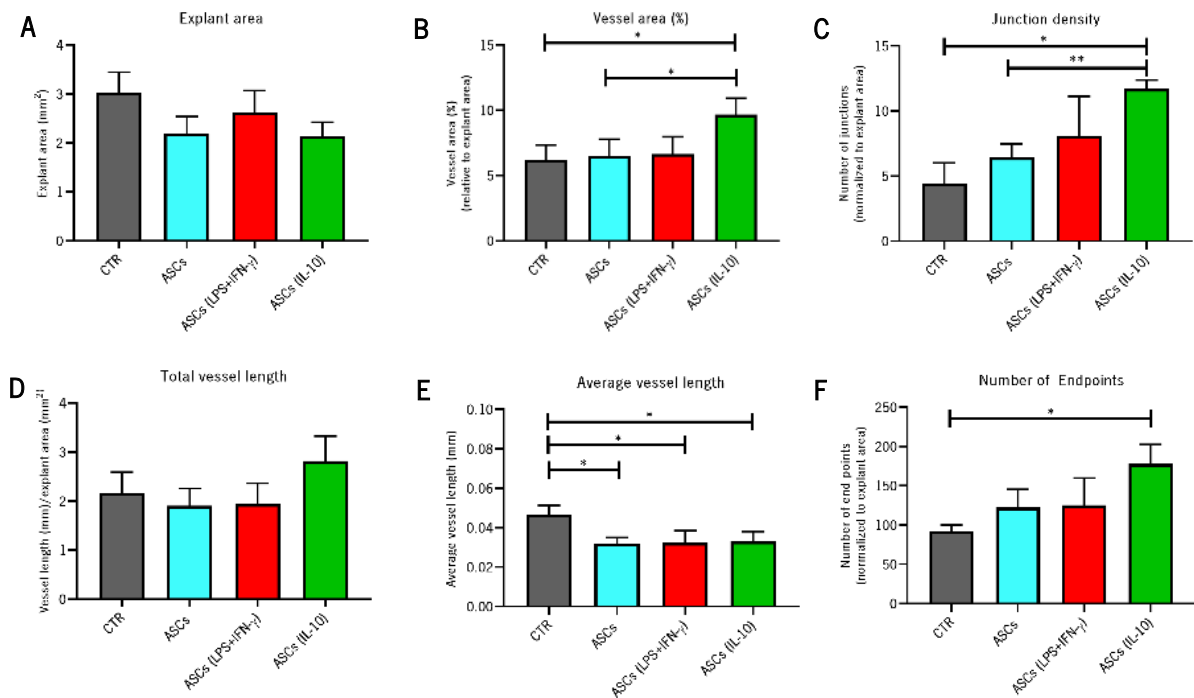 A
Explant area
Explant area (mm²)
4
3
2
1
0
CTR
ASCs
ASCs (LPS+IFN-γ)
ASCs (IL-10)
B
Vessel area (%)
Vessel area (%)
(relative to explant area)
15
10
5
0
*
*
CTR
ASCs
ASCs (LPS+IFN-γ)
ASCs (IL-10)
C
Junction density
Number of junctions
(normalized to explant area)
15
10
5
0
*
**
CTR
ASCs
ASCs (LPS+IFN-γ)
ASCs (IL-10)
D
Total vessel length
Vessel length (mm)/explant area (mm²)
4
3
2
1
0
CTR
ASCs
ASCs (LPS+IFN-γ)
ASCs (IL-10)
E
Average vessel length
Average vessel length (mm)
0.10
0.08
0.06
0.04
0.02
0.00
*
*
*
CTR
ASCs
ASCs (LPS+IFN-γ)
ASCs (IL-10)
F
Number of Endpoints
Number of end points
(normalized to explant area)
250
200
150
100
50
0
*
CTR
ASCs
ASCs (LPS+IFN-γ)
ASCs (IL-10)